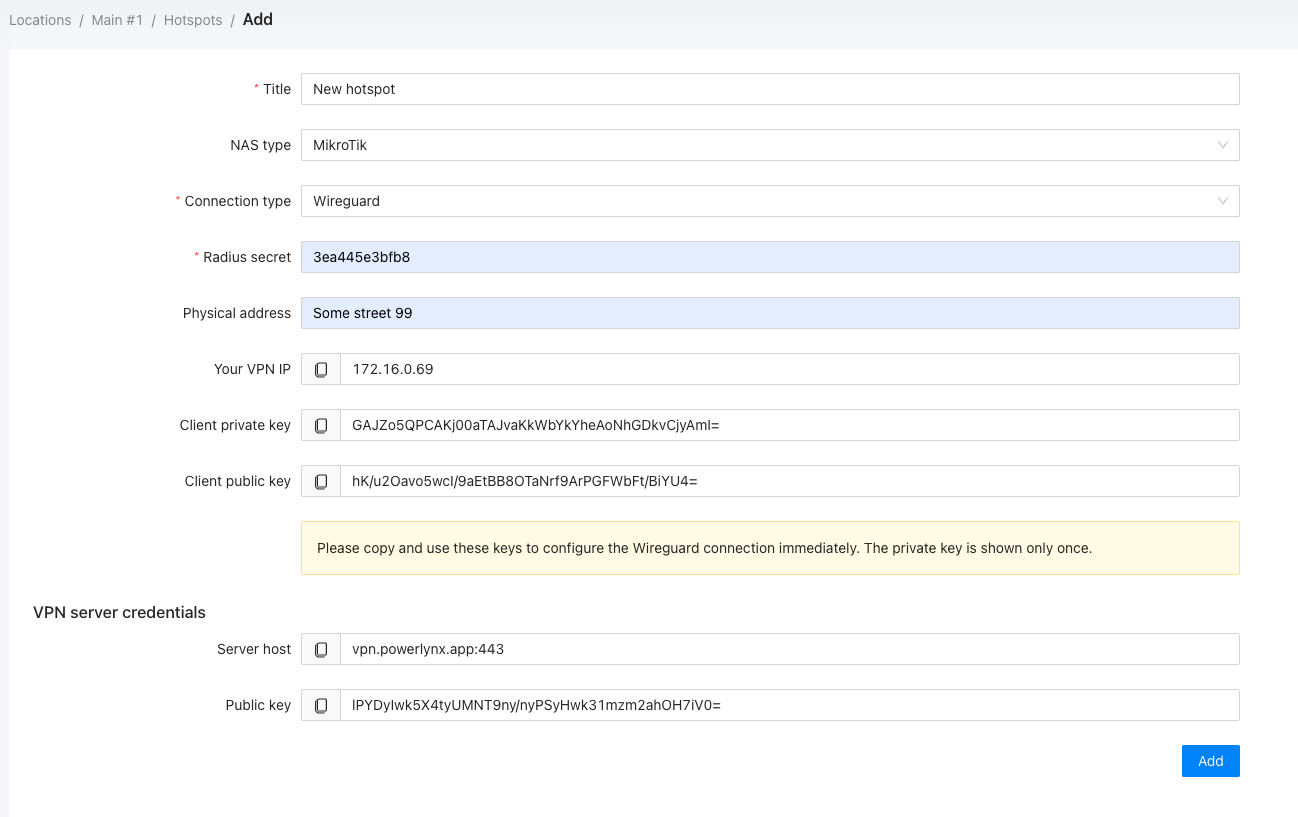 Locations / Main #1 / Hotspots / Add
* Title New hotspot
NAS type MikroTik
* Connection type Wireguard
* Radius secret 3ea445e3bfb8
Physical address Some street 99
Your VPN IP 172.16.0.69
Client private key GAJZo5QPCAKj00aTAJvaKkWbYkYheAoNhGDkvCjyAmI=
Client public key hK/u2Oavo5wcI/9aEtBB8OTaNrf9ArPGFWbFt/BiYU4=
Please copy and use these keys to configure the Wireguard connection immediately. The private key is shown only once.
VPN server credentials
Server host vpn.powerlynx.app:443
Public key lPYDyIwk5X4tyUMNT9ny/nyPSyHwk31mzm2ahOH7iV0=
Add